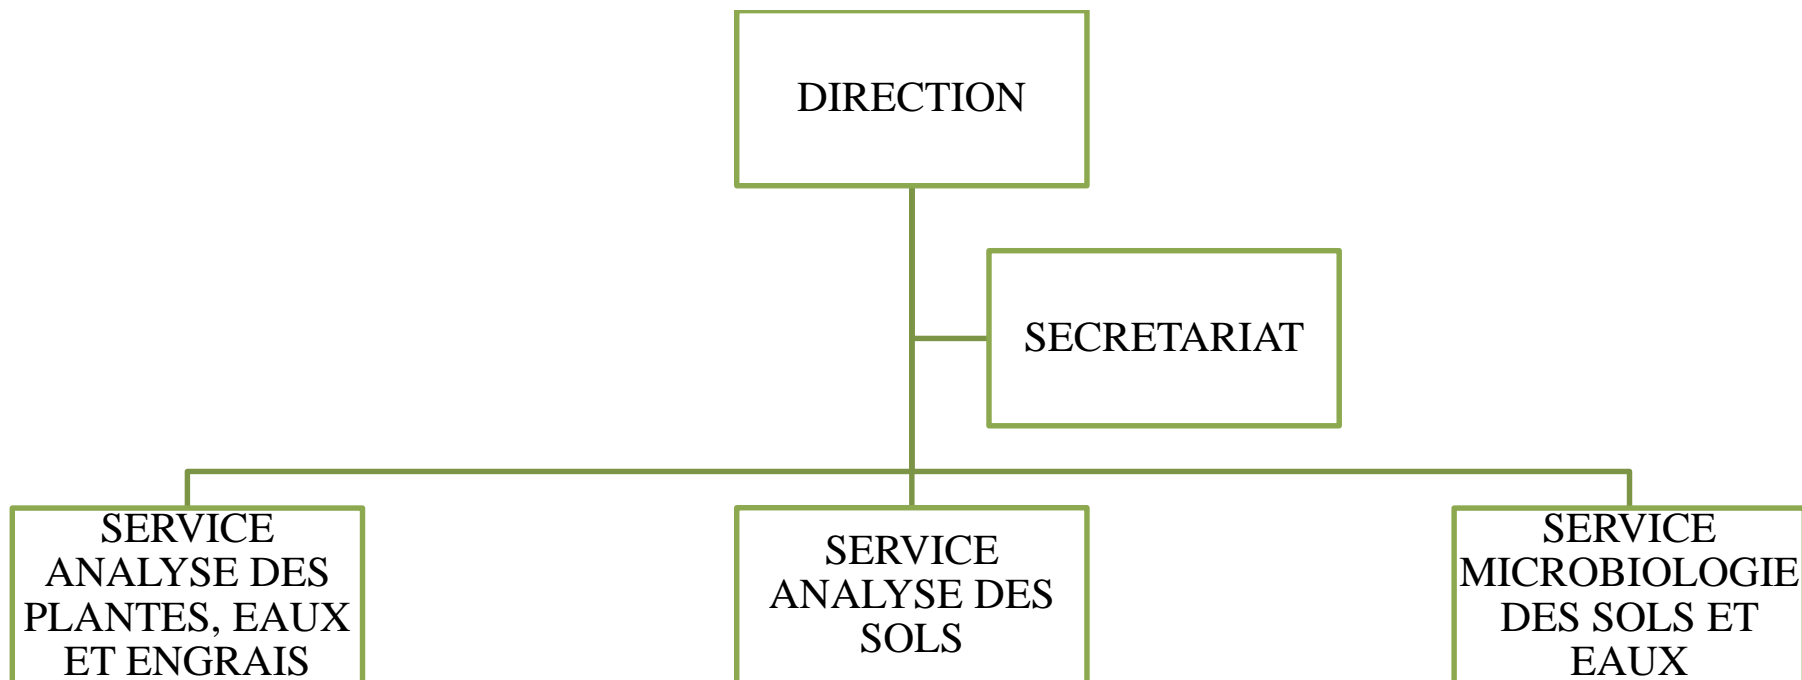 DIRECTION
SECRETARIAT
SERVICE
ANALYSE DES
PLANTES, EAUX
ET ENGRAIS
SERVICE
ANALYSE DES
SOLS
SERVICE
MICROBIOLOGIE
DES SOLS ET
EAUX